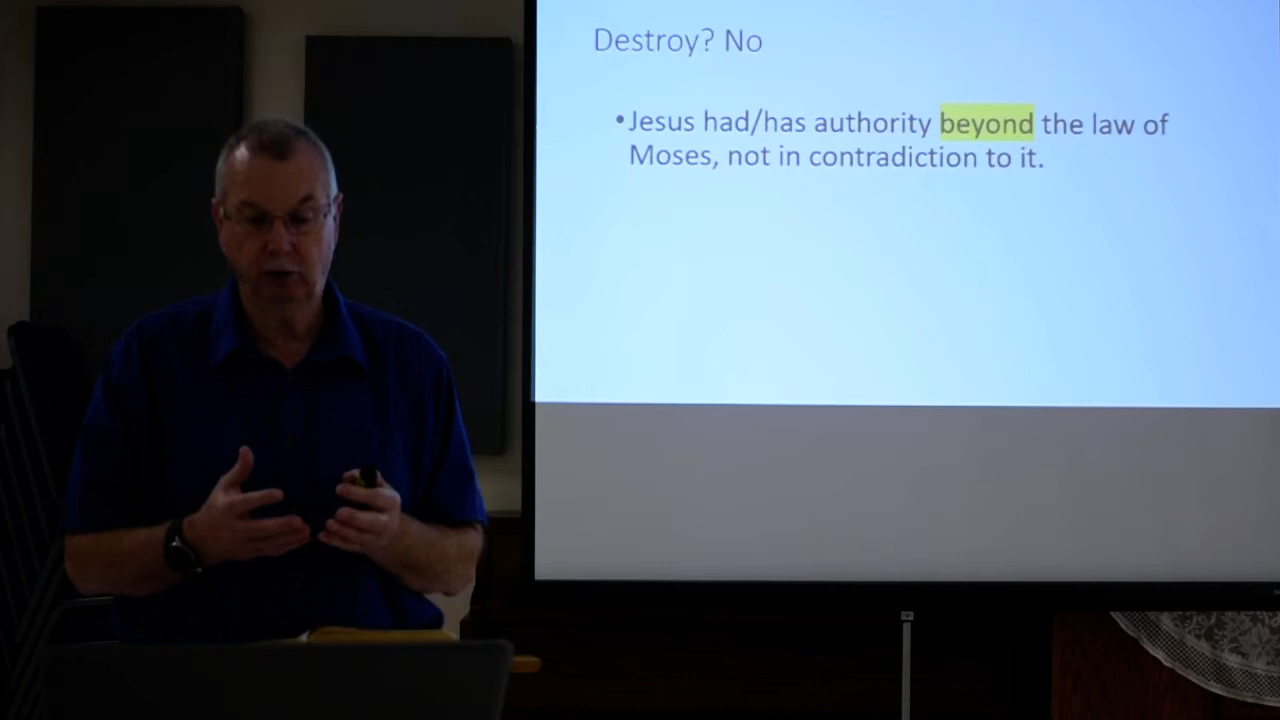 Destroy? No
•Jesus had/has authority beyond the law of
Moses, not in contradiction to it.